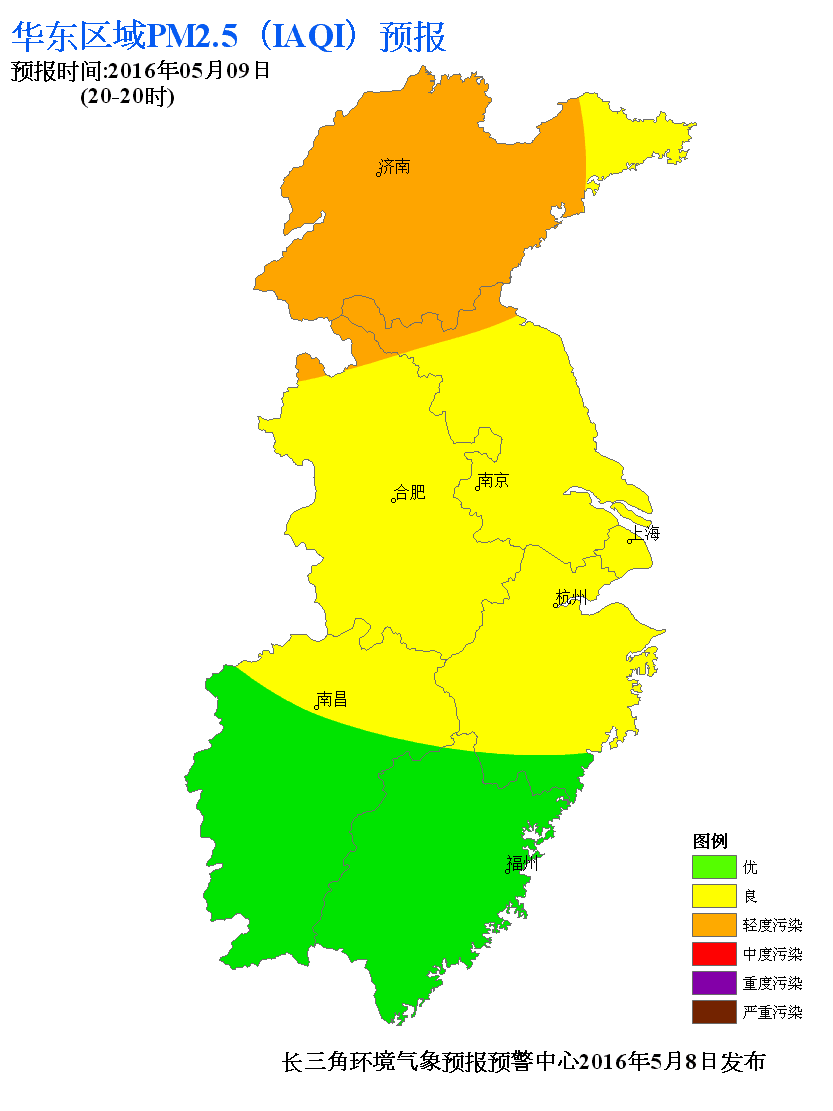 华东区域PM2.5（IAQI）预报
预报时间:2016年05月09日
(20-20时)
济南
合肥
南京
上海
杭州
南昌
福州
图例
优
良
轻度污染
中度污染
重度污染
严重污染
长三角环境气象预报预警中心2016年5月8日发布